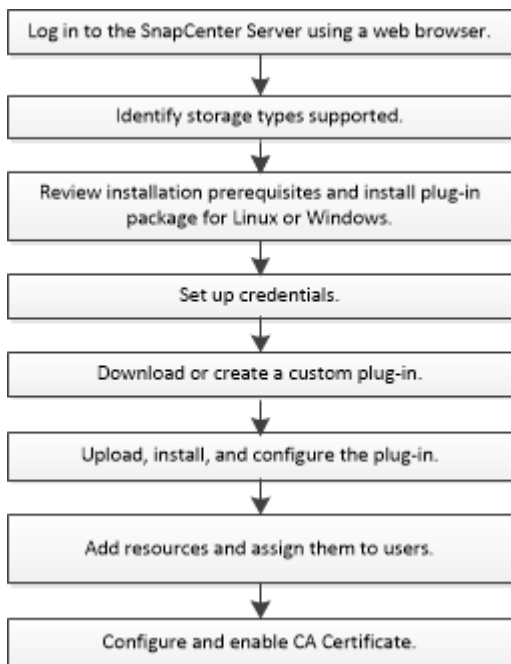 Log in to the SnapCenter Server using a web browser.
Identify storage types supported.
Review installation prerequisites and install plug-in
package for Linux or Windows.
Set up credentials.
Download or create a custom plug-in.
Upload, install, and configure the plug-in.
Add resources and assign them to users.
Configure and enable CA Certificate.